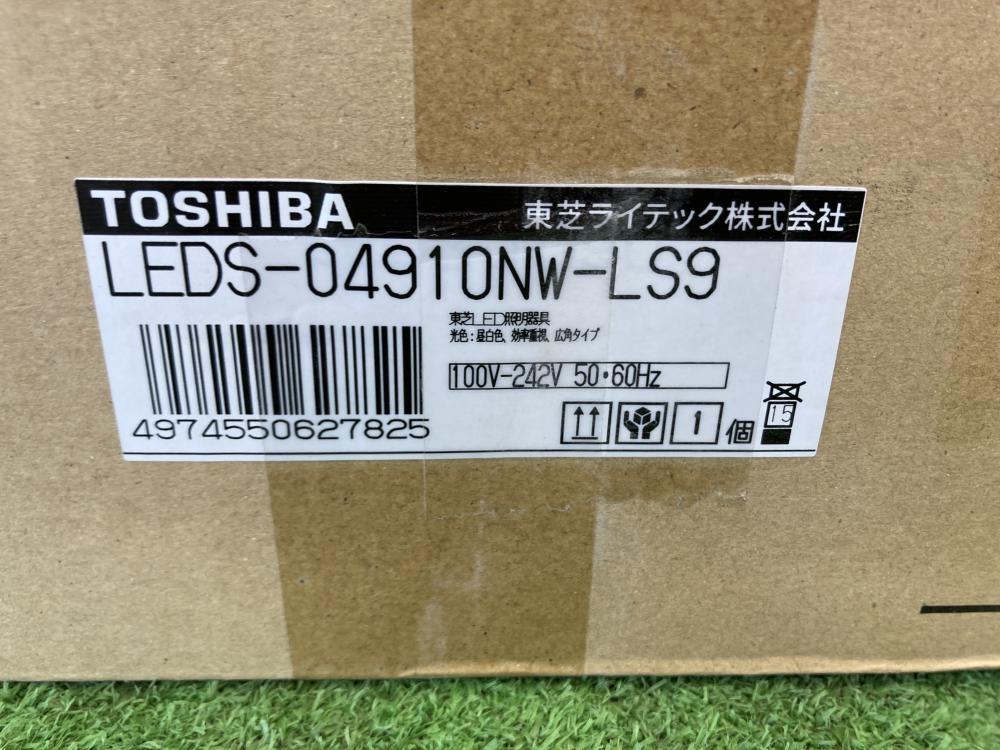 TOSHIBA 東芝ライテック株式会社
LEDS-04910NW-LS9
東芝LED照明器具
光色:昼白色、効率重視、広角タイプ
100V-242V 50・60Hz
4974550627825
1 個
15